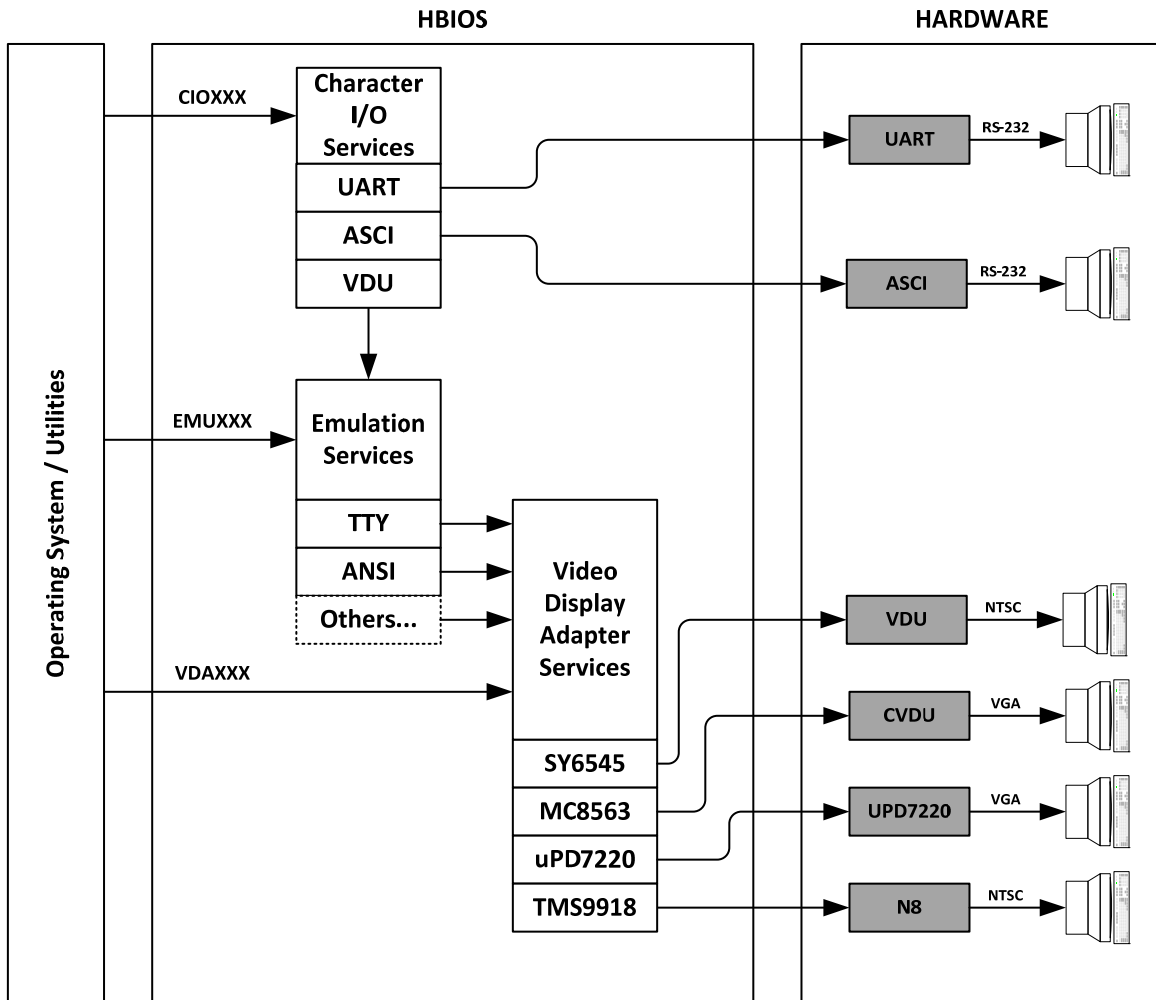 HBIOS
HARDWARE
Operating System / Utilities
CIOXXX
Character
I/O
Services
UART
ASCI
VDU
EMUXXX
Emulation
Services
TTY
ANSI
Others...
VDAXXX
Video
Display
Adapter
Services
SY6545
MC8563
uPD7220
TMS9918
UART
RS-232
ASCI
RS-232
VDU
NTSC
CVDU
VGA
UPD7220
VGA
N8
NTSC